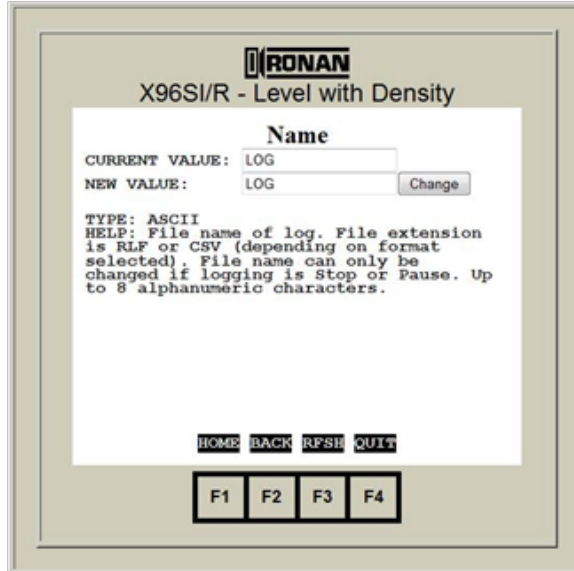 RONAN
X96SI/R - Level with Density
Name
CURRENT VALUE: LOG
NEW VALUE: LOG Change
TYPE: ASCII
HELP: File name of log. File extension
is RLF or CSV (depending on format
selected). File name can only be
changed if logging is Stop or Pause. Up
to 8 alphanumeric characters.
HOME BACK RFSH QUIT
F1 F2 F3 F4